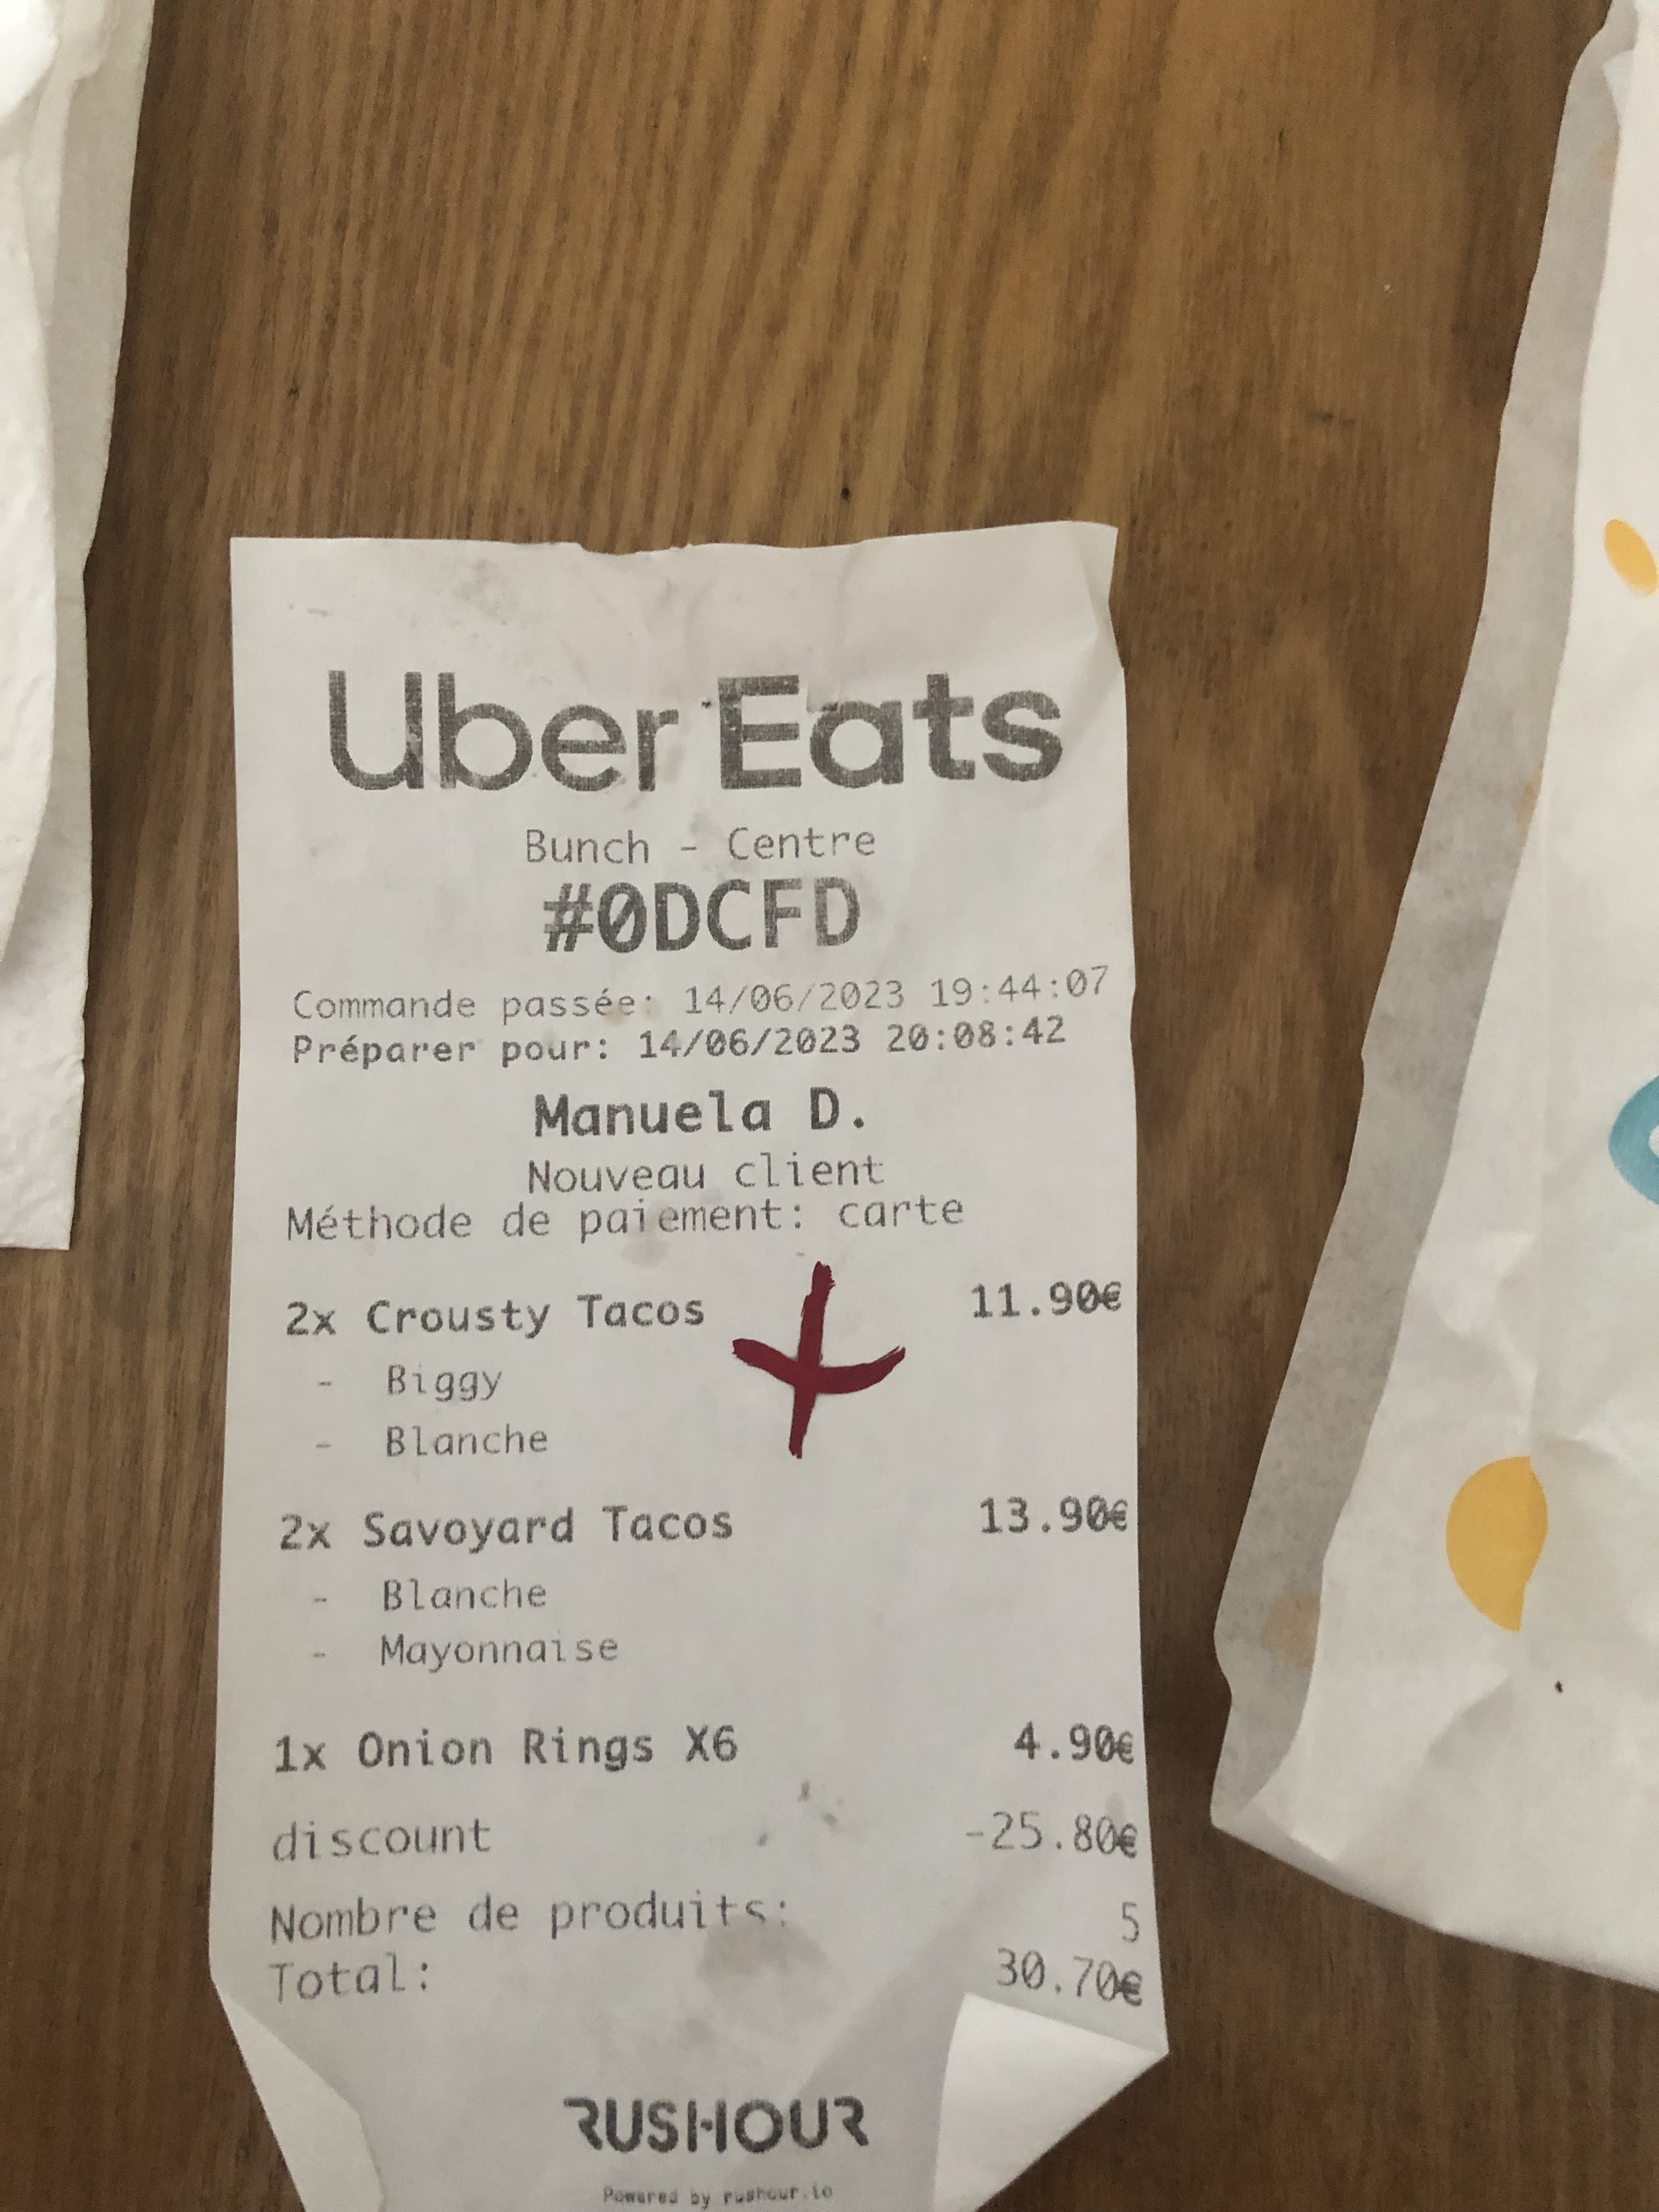 Uber Eats
Bunch - Centre
#0DCFD
Commande passée: 14/06/2023 19:44:07
Préparer pour: 14/06/2023 20:08:42
Manuela D.
Nouveau client
Méthode de paiement: carte
2x Crousty Tacos 11.90€
- Biggy
- Blanche
2x Savoyard Tacos 13.90€
- Blanche
- Mayonnaise
1x Onion Rings X6 4.90€
discount -25.80€
Nombre de produits: 5
Total: 30.70€
RUSHOUR
Powered by rushour.io